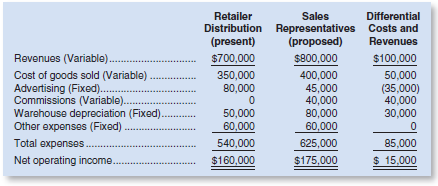 Retailer Sales Differential
Distribution Representatives Costs and
(present) (proposed) Revenues
Revenues (Variable)............................ $700,000 $800,000 $100,000
Cost of goods sold (Variable) ............... 350,000 400,000 50,000
Advertising (Fixed)............................... 80,000 45,000 (35,000)
Commissions (Variable)....................... 0 40,000 40,000
Warehouse depreciation (Fixed)........... 50,000 80,000 30,000
Other expenses (Fixed) ....................... 60,000 60,000 0
Total expenses..................................... 540,000 625,000 85,000
Net operating income........................... $160,000 $175,000 $ 15,000